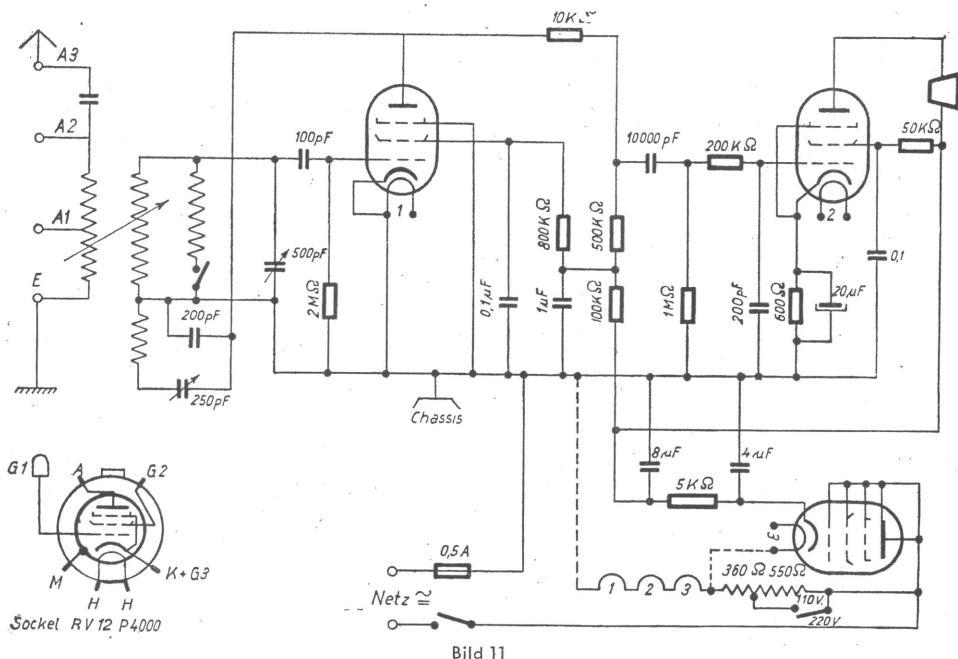 A3
A2
A1
E
10K≂
100pF
1
500pF
2MΩ
200pF
250pF
0,1µF
800KΩ
1µF
500KΩ
100KΩ
10000pF
200KΩ
1MΩ
200pF
2
600Ω
20µF
50KΩ
0,1
Chassis
8µF
4µF
5KΩ
3
360Ω 550Ω
1 2 3
110V.
220V
0,5A
Netz ≂
G1
A
G2
M
H
H
K+G3
Sockel RV12 P4000
Bild 11